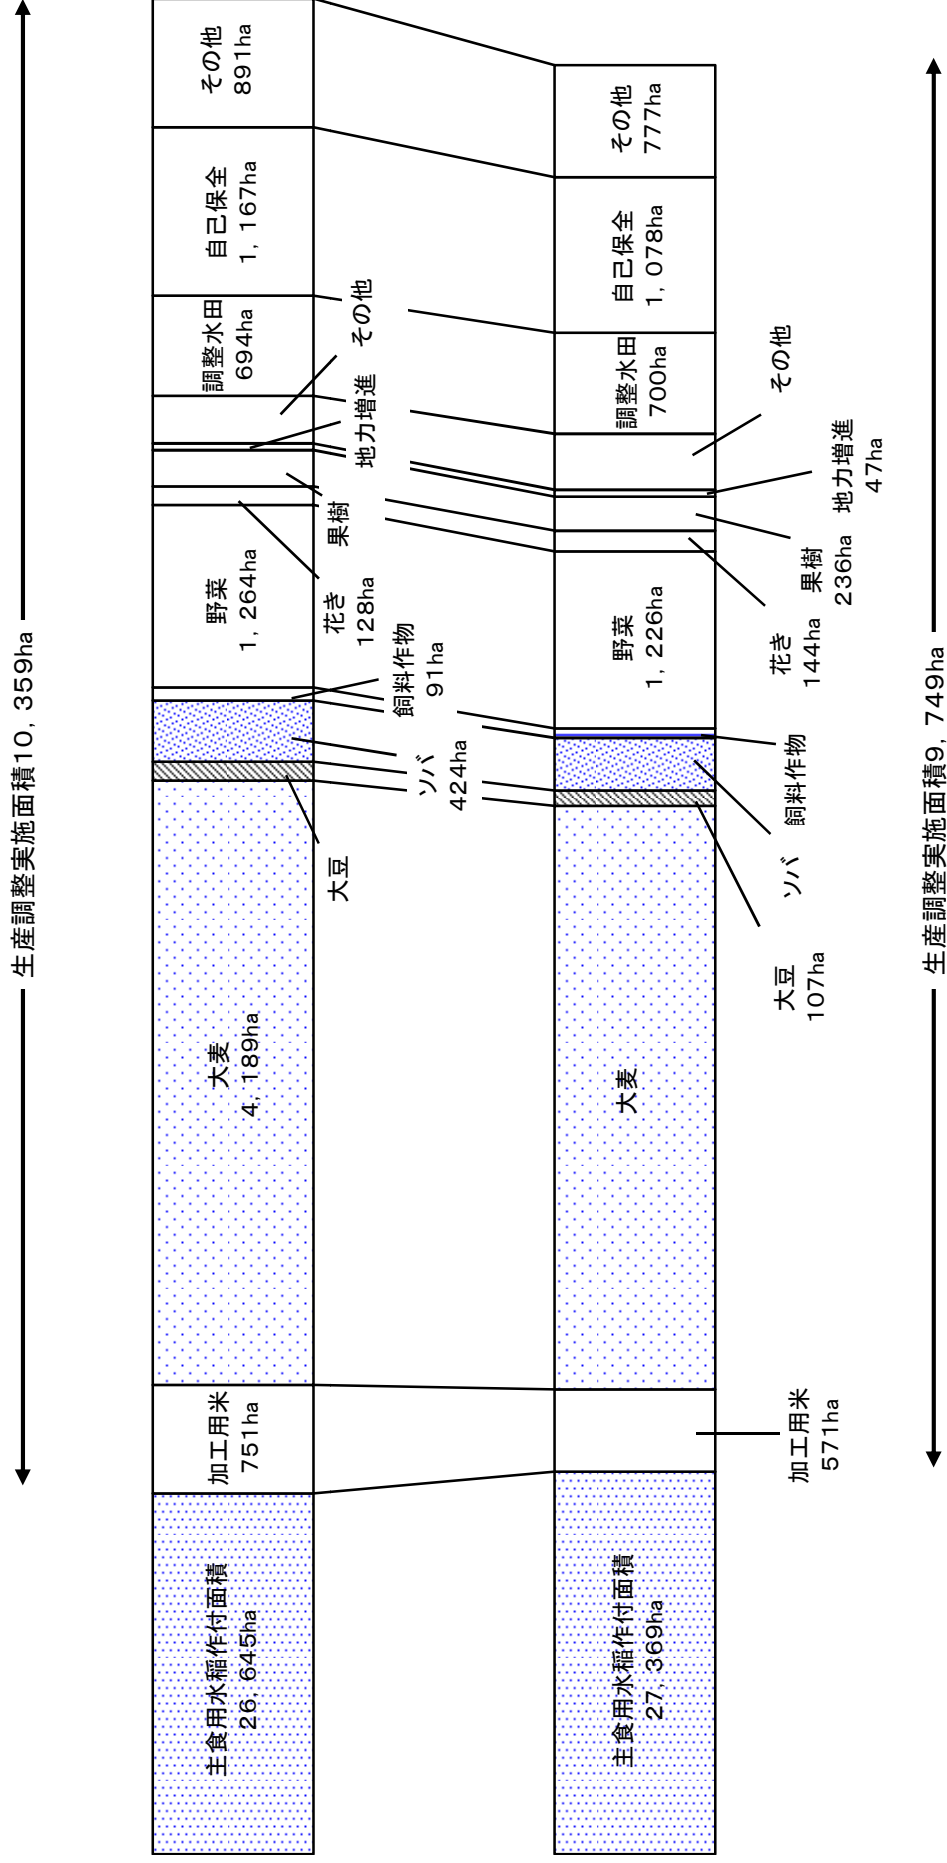 生産調整実施面積10,359ha
主食用水稲作付面積
26,645ha
加工用米
751ha
大麦
4,189ha
大豆
ソバ
424ha
飼料作物
91ha
野菜
1,264ha
花き
128ha
果樹
地力増進
その他
調整水田
694ha
自己保全
1,167ha
その他
891ha
主食用水稲作付面積
27,369ha
加工用米
571ha
大麦
大豆
107ha
ソバ
飼料作物
野菜
1,226ha
花き
144ha
果樹
236ha
地力増進
47ha
その他
調整水田
700ha
自己保全
1,078ha
その他
777ha
生産調整実施面積9,749ha